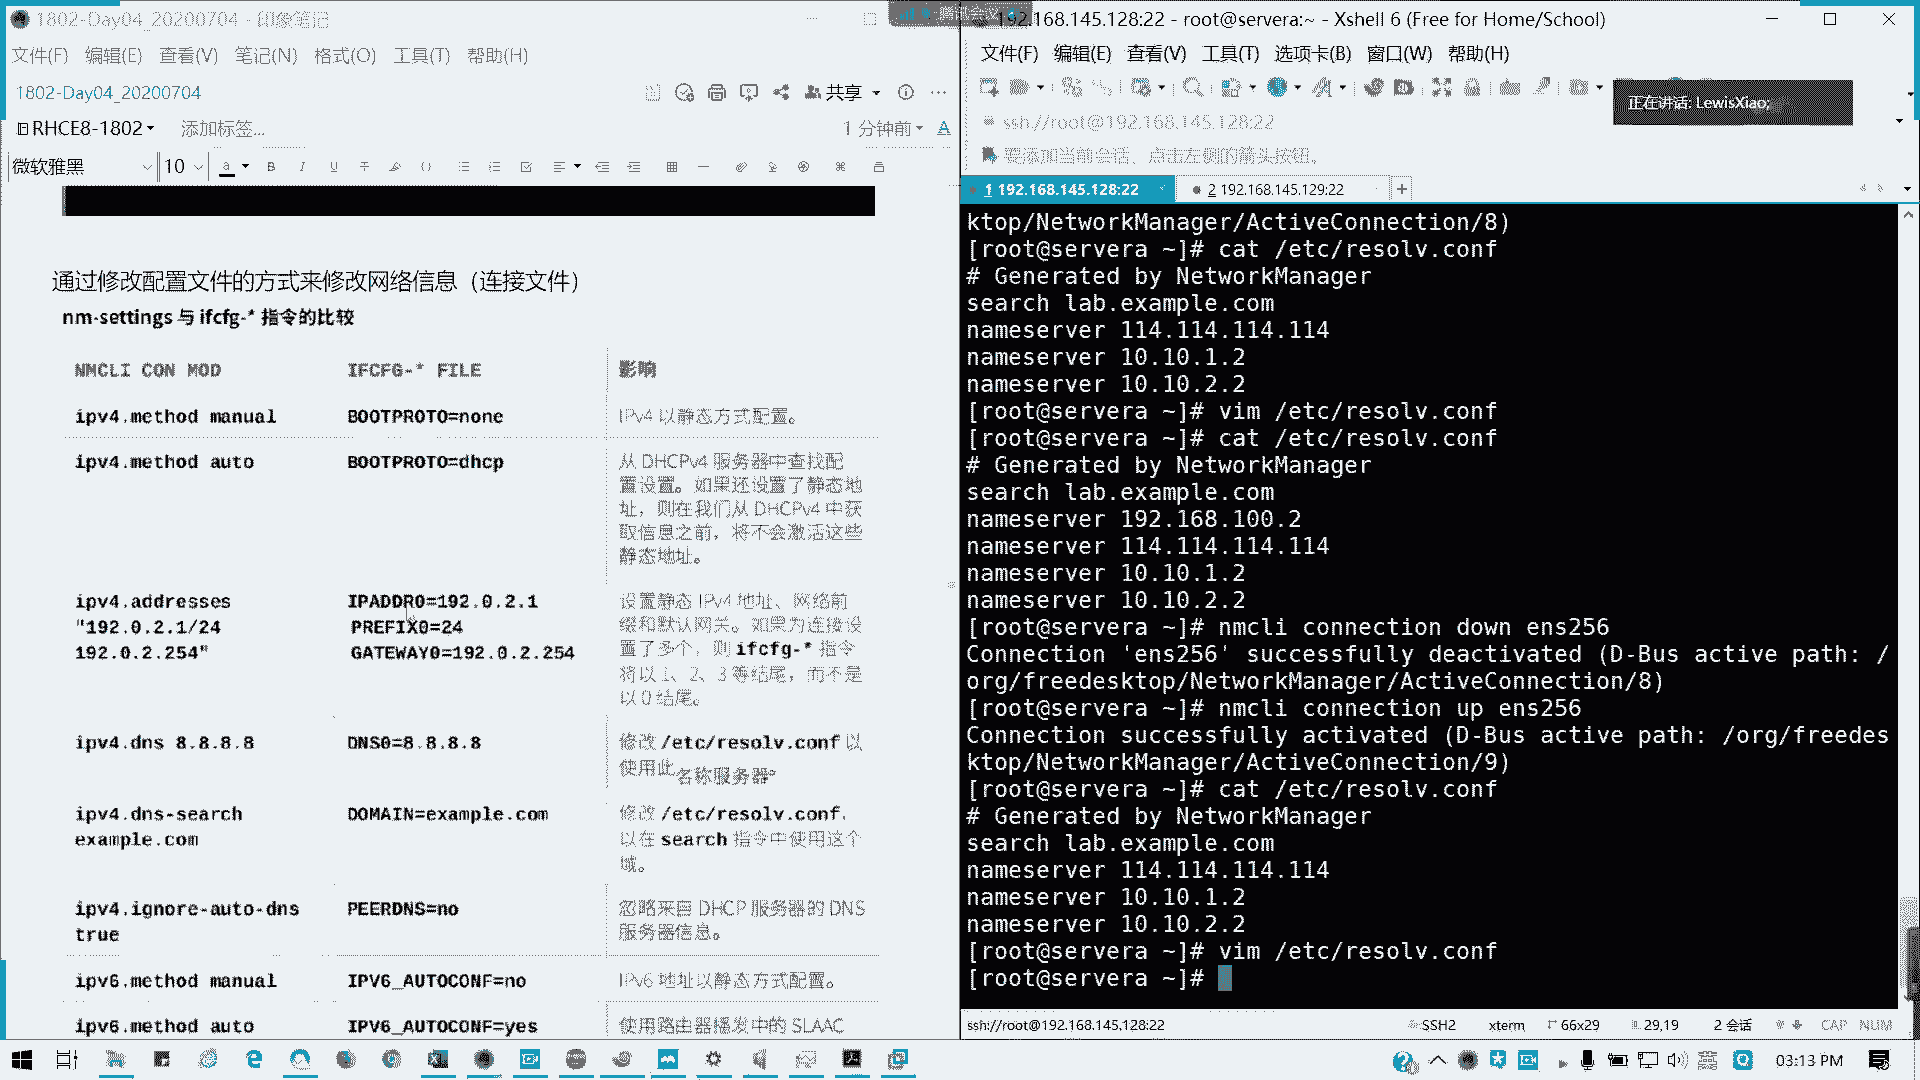 1802-Day04_20200704 - 印象笔记
文件(F) 编辑(E) 查看(V) 笔记(N) 格式(O) 工具(T) 帮助(H)
1802-Day04_20200704
共享
RHCE8-1802
添加标签...
1 分钟前
微软雅黑
10
通过修改配置文件的方式来修改网络信息（连接文件）
nm-settings 与 ifcfg-* 指令的比较
NMCLI CON MOD IFCFG-* FILE 影响
ipv4.method manual BOOTPROTO=none IPv4 以静态方式配置。
ipv4.method auto BOOTPROTO=dhcp 从 DHCPv4 服务器中查找配
置设置。如果还设置了静态地
址，则在我们从 DHCPv4 中获
取信息之前，将不会激活这些
静态地址。
ipv4.addresses IPADDR0=192.0.2.1 设置静态 IPv4 地址、网络前
"192.0.2.1/24 PREFIX0=24 缀和默认网关。如果为连接设
192.0.2.254" GATEWAY0=192.0.2.254 置了多个，则 ifcfg-* 指令
将以 1、2、3 等结尾，而不是
以 0 结尾。
ipv4.dns 8.8.8.8 DNS0=8.8.8.8 修改 /etc/resolv.conf 以
使用此名称服务器。
ipv4.dns-search DOMAIN=example.com 修改 /etc/resolv.conf，
example.com 以在 search 指令中使用这个
域。
ipv4.ignore-auto-dns PEERDNS=no 忽略来自 DHCP 服务器的 DNS
true 服务器信息。
ipv6.method manual IPV6_AUTOCONF=no IPv6 地址以静态方式配置。
ipv6.method auto IPV6_AUTOCONF=yes 使用路由器播发中的 SLAAC
腾讯会议
192.168.145.128:22 - root@servera:~ - Xshell 6 (Free for Home/School)
文件(F) 编辑(E) 查看(V) 工具(T) 选项卡(B) 窗口(W) 帮助(H)
正在讲话: LewisXiao;
ssh://root@192.168.145.128:22
要添加当前会话，点击左侧的箭头按钮。
1 192.168.145.128:22 2 192.168.145.129:22
ktop/NetworkManager/ActiveConnection/8)
[root@servera ~]# cat /etc/resolv.conf
# Generated by NetworkManager
search lab.example.com
nameserver 114.114.114.114
nameserver 10.10.1.2
nameserver 10.10.2.2
[root@servera ~]# vim /etc/resolv.conf
[root@servera ~]# cat /etc/resolv.conf
# Generated by NetworkManager
search lab.example.com
nameserver 192.168.100.2
nameserver 114.114.114.114
nameserver 10.10.1.2
nameserver 10.10.2.2
[root@servera ~]# nmcli connection down ens256
Connection 'ens256' successfully deactivated (D-Bus active path: /
org/freedesktop/NetworkManager/ActiveConnection/8)
[root@servera ~]# nmcli connection up ens256
Connection successfully activated (D-Bus active path: /org/freedes
ktop/NetworkManager/ActiveConnection/9)
[root@servera ~]# cat /etc/resolv.conf
# Generated by NetworkManager
search lab.example.com
nameserver 114.114.114.114
nameserver 10.10.1.2
nameserver 10.10.2.2
[root@servera ~]# vim /etc/resolv.conf
[root@servera ~]#
ssh://root@192.168.145.128:22 SSH2 xterm 66x29 29,19 2 会话 CAP NUM
03:13 PM